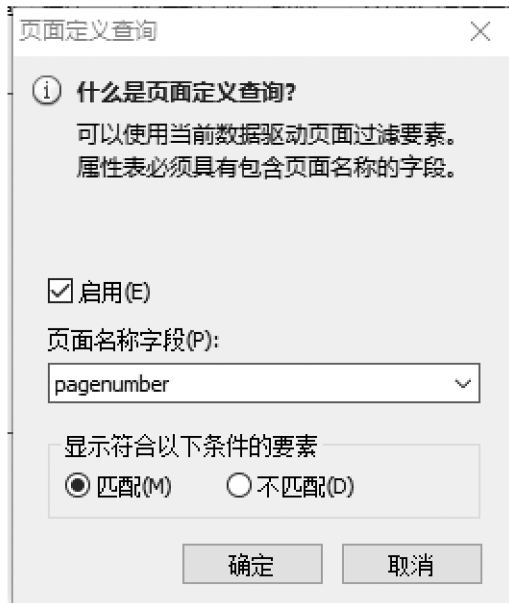 页面定义查询
什么是页面定义查询?
可以使用当前数据驱动页面过滤要素。
属性表必须具有包含页面名称的字段。
启用(E)
页面名称字段(P):
pagenumber
显示符合以下条件的要素
匹配(M) 不匹配(D)
确定 取消